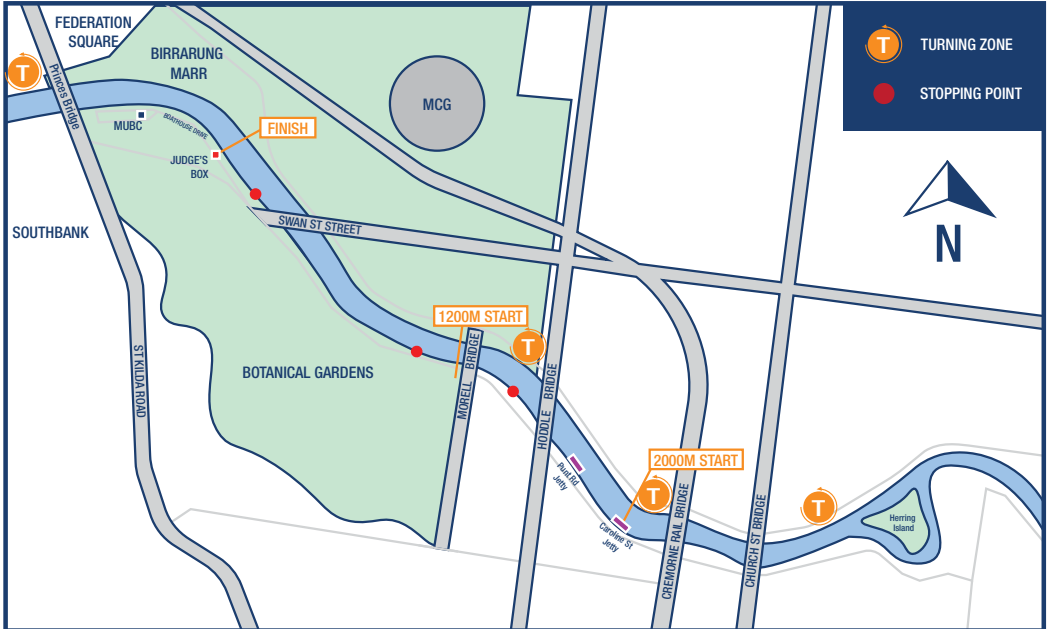 FEDERATION
SQUARE
BIRRARUNG
MARR
T
TURNING ZONE
STOPPING POINT
T
Princes Bridge
MCG
MUBC
BOATHOUSE DRIVE
FINISH
JUDGE'S
BOX
SWAN ST STREET
SOUTHBANK
N
1200M START
T
ST KILDA ROAD
BOTANICAL GARDENS
MORELL BRIDGE
HODDLE BRIDGE
2000M START
Punt Rd
Jetty
T
Caroline St
Jetty
CREMORNE RAIL BRIDGE
CHURCH ST BRIDGE
T
Herring
Island